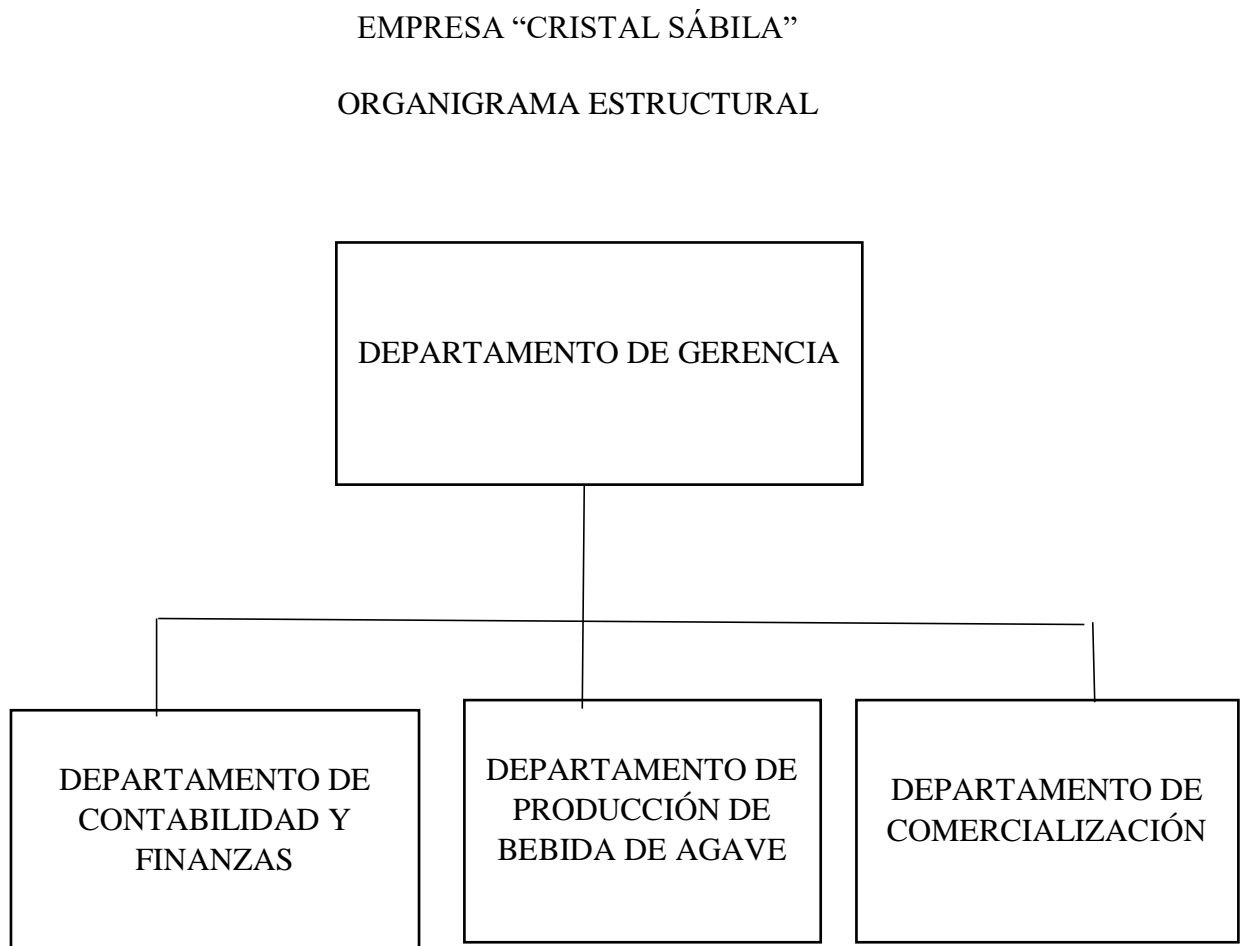 EMPRESA “CRISTAL SÁBILA”
ORGANIGRAMA ESTRUCTURAL
DEPARTAMENTO DE GERENCIA
DEPARTAMENTO DE
CONTABILIDAD Y
FINANZAS
DEPARTAMENTO DE
PRODUCCIÓN DE
BEBIDA DE AGAVE
DEPARTAMENTO DE
COMERCIALIZACIÓN